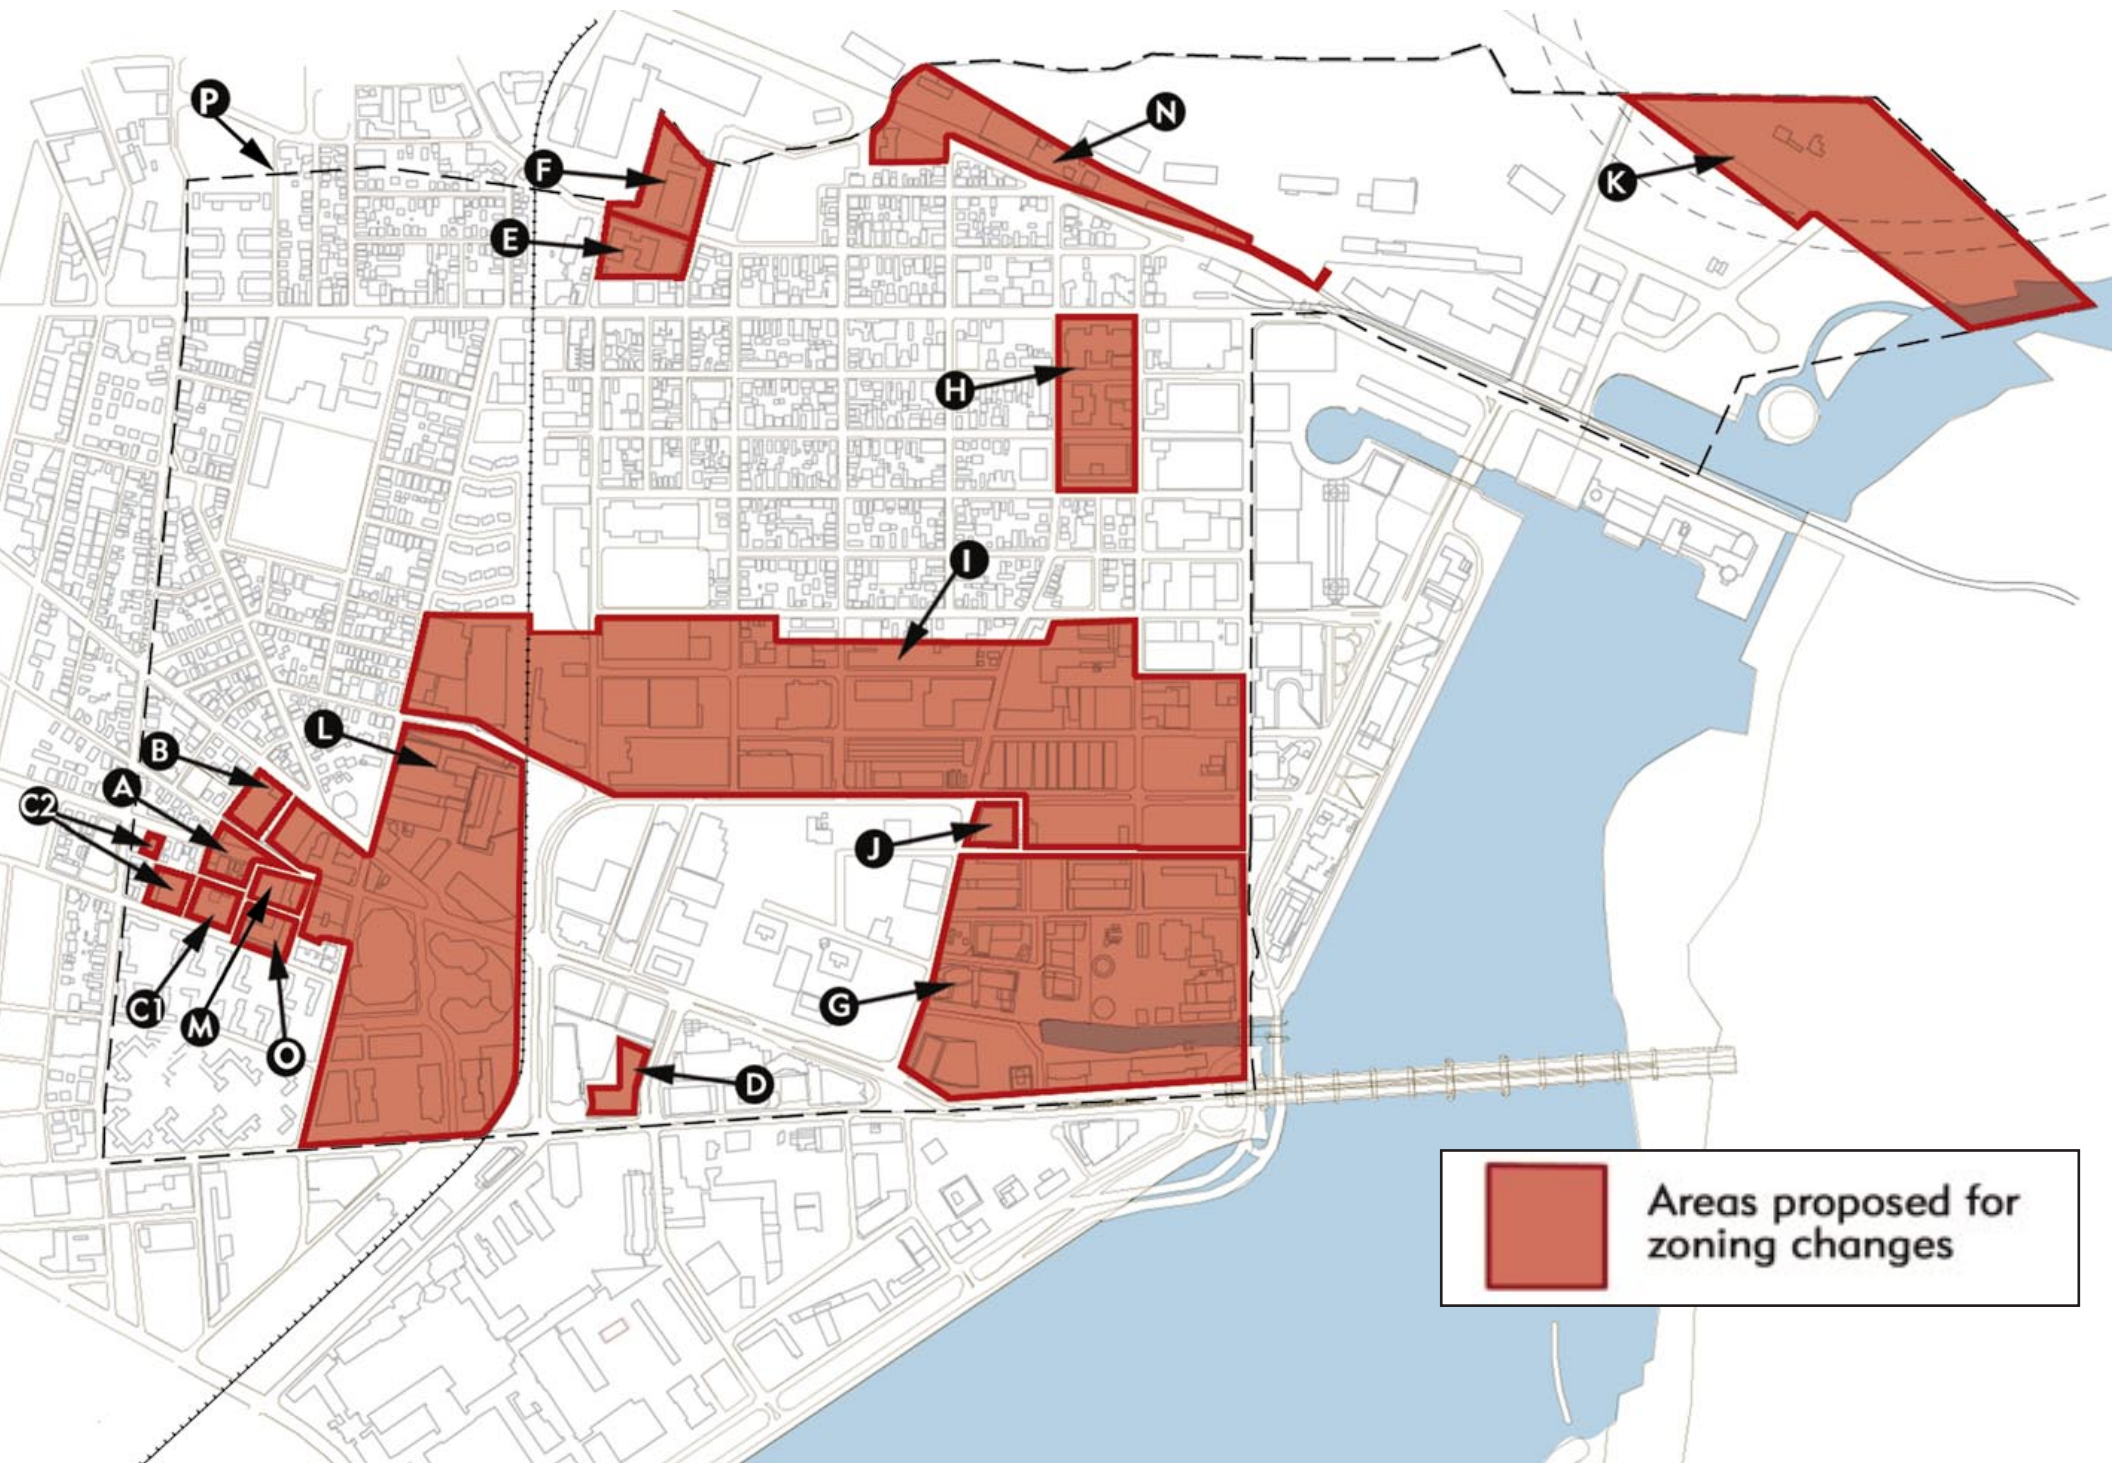 P
N
F
K
E
H
I
L
B
A
C2
J
C1
G
M
O
D
Areas proposed for
zoning changes